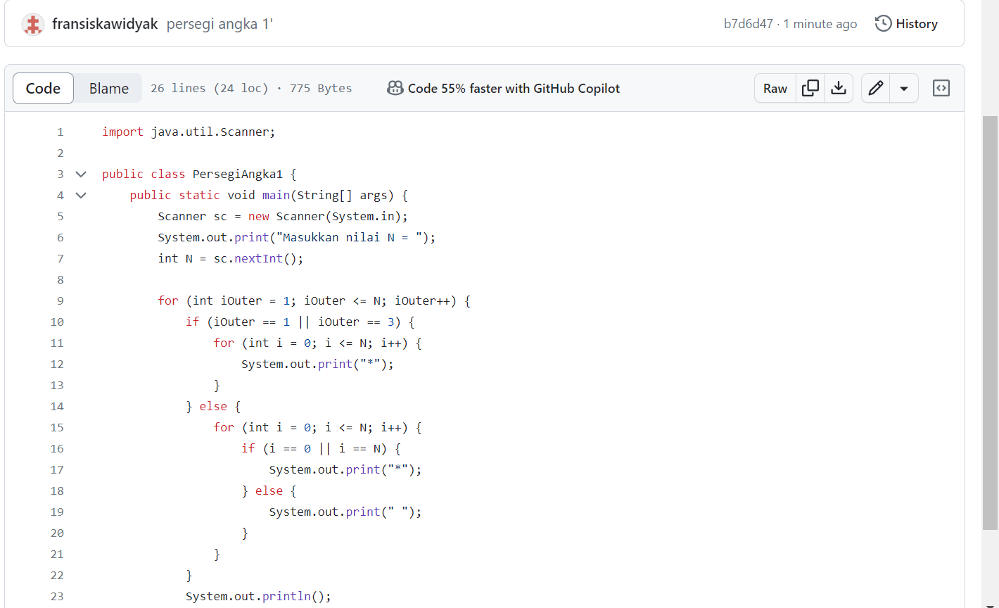 fransiskawidyak persegi angka 1' b7d6d47 · 1 minute ago History
Code Blame 26 lines (24 loc) · 775 Bytes Code 55% faster with GitHub Copilot Raw
1 import java.util.Scanner;
2
3 public class PersegiAngka1 {
4     public static void main(String[] args) {
5         Scanner sc = new Scanner(System.in);
6         System.out.print("Masukkan nilai N = ");
7         int N = sc.nextInt();
8
9         for (int iOuter = 1; iOuter <= N; iOuter++) {
10             if (iOuter == 1 || iOuter == 3) {
11                 for (int i = 0; i <= N; i++) {
12                     System.out.print("*");
13                 }
14             } else {
15                 for (int i = 0; i <= N; i++) {
16                     if (i == 0 || i == N) {
17                         System.out.print("*");
18                     } else {
19                         System.out.print(" ");
20                     }
21                 }
22             }
23             System.out.println();